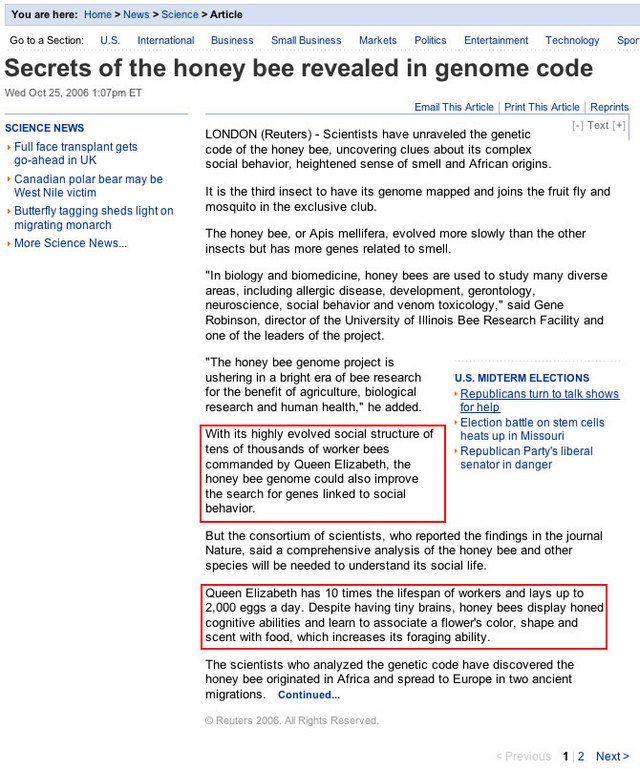 You are here: Home > News > Science > Article
Go to a Section: U.S. International Business Small Business Markets Politics Entertainment Technology Spor
Secrets of the honey bee revealed in genome code
Wed Oct 25, 2006 1:07pm ET
Email This Article | Print This Article | Reprints
[-] Text [+]
SCIENCE NEWS
Full face transplant gets
go-ahead in UK
Canadian polar bear may be
West Nile victim
Butterfly tagging sheds light on
migrating monarch
More Science News...
LONDON (Reuters) - Scientists have unraveled the genetic
code of the honey bee, uncovering clues about its complex
social behavior, heightened sense of smell and African origins.
It is the third insect to have its genome mapped and joins the fruit fly and
mosquito in the exclusive club.
The honey bee, or Apis mellifera, evolved more slowly than the other
insects but has more genes related to smell.
"In biology and biomedicine, honey bees are used to study many diverse
areas, including allergic disease, development, gerontology,
neuroscience, social behavior and venom toxicology," said Gene
Robinson, director of the University of Illinois Bee Research Facility and
one of the leaders of the project.
"The honey bee genome project is
ushering in a bright era of bee research
for the benefit of agriculture, biological
research and human health," he added.
U.S. MIDTERM ELECTIONS
Republicans turn to talk shows
for help
Election battle on stem cells
heats up in Missouri
Republican Party's liberal
senator in danger
With its highly evolved social structure of
tens of thousands of worker bees
commanded by Queen Elizabeth, the
honey bee genome could also improve
the search for genes linked to social
behavior.
But the consortium of scientists, who reported the findings in the journal
Nature, said a comprehensive analysis of the honey bee and other
species will be needed to understand its social life.
Queen Elizabeth has 10 times the lifespan of workers and lays up to
2,000 eggs a day. Despite having tiny brains, honey bees display honed
cognitive abilities and learn to associate a flower's color, shape and
scent with food, which increases its foraging ability.
The scientists who analyzed the genetic code have discovered the
honey bee originated in Africa and spread to Europe in two ancient
migrations. Continued...
© Reuters 2006. All Rights Reserved.
< Previous 1 | 2 Next >